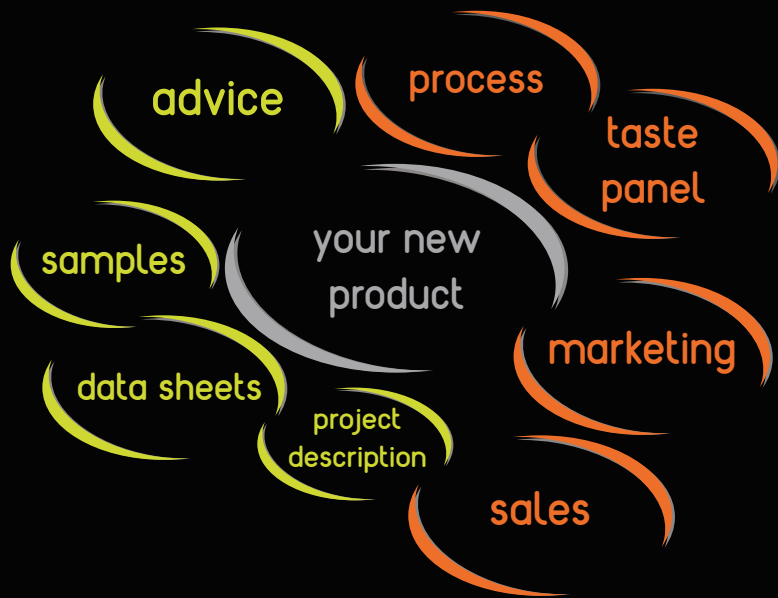 advice
process
taste
panel
your new
product
samples
marketing
data sheets
project
description
sales